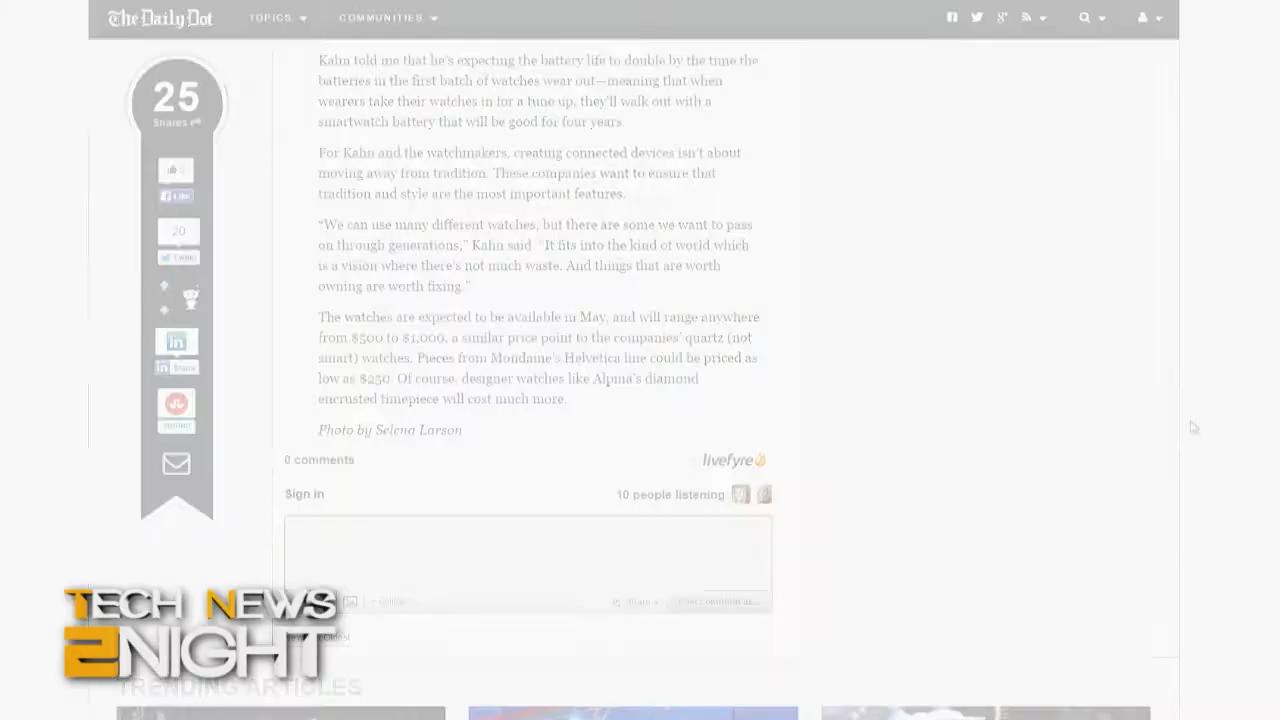 The Daily Dot
TOPICS
COMMUNITIES
25
Shares
Kahn told me that he's expecting the battery life to double by the time the
batteries in the first batch of watches wear out—meaning that when
wearers take their watches in for a tune up, they'll walk out with a
smartwatch battery that will be good for four years.
For Kahn and the watchmakers, creating connected devices isn't about
moving away from tradition. These companies want to ensure that
tradition and style are the most important features.
"We can use many different watches, but there are some we want to pass
on through generations," Kahn said. "It fits into the kind of world which
is a vision where there's not much waste. And things that are worth
owning are worth fixing."
The watches are expected to be available in May, and will range anywhere
from $500 to $1,000, a similar price point to the companies' quartz (not
smart) watches. Pieces from Mondaine's Helvetica line could be priced as
low as $250. Of course, designer watches like Alpina's diamond
encrusted timepiece will cost much more.
Photo by Selena Larson
Like
20
Tweet
in
in Share
0 comments
livefyre
Sign in
10 people listening
Share
Post comment as...
Oldest
TECH NEWS
2NIGHT
TRENDING ARTICLES